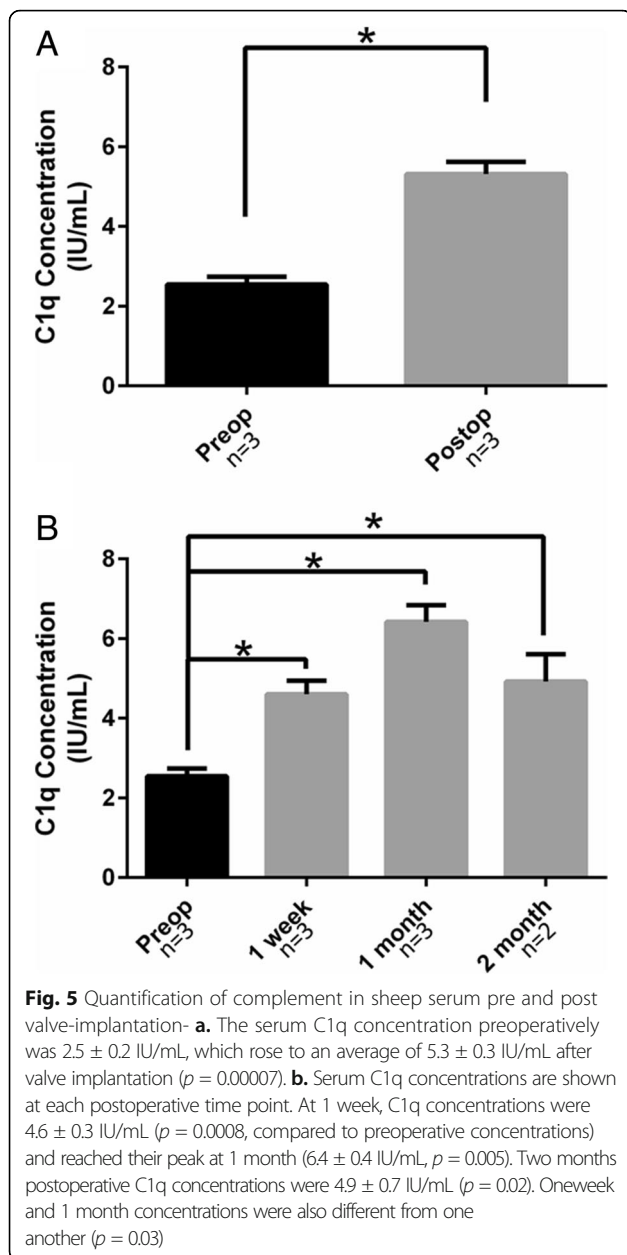 A
*
C1q Concentration
(IU/mL)
8
6
4
2
0
Preop
n=3
Postop
n=3
B
*
*
*
C1q Concentration
(IU/mL)
8
6
4
2
0
Preop
n=3
1 week
n=3
1 month
n=3
2 month
n=2
Fig. 5 Quantification of complement in sheep serum pre and post
valve-implantation- a. The serum C1q concentration preoperatively
was 2.5 ± 0.2 IU/mL, which rose to an average of 5.3 ± 0.3 IU/mL after
valve implantation (p = 0.00007). b. Serum C1q concentrations are shown
at each postoperative time point. At 1 week, C1q concentrations were
4.6 ± 0.3 IU/mL (p = 0.0008, compared to preoperative concentrations)
and reached their peak at 1 month (6.4 ± 0.4 IU/mL, p = 0.005). Two months
postoperative C1q concentrations were 4.9 ± 0.7 IU/mL (p = 0.02). Oneweek
and 1 month concentrations were also different from one
another (p = 0.03)